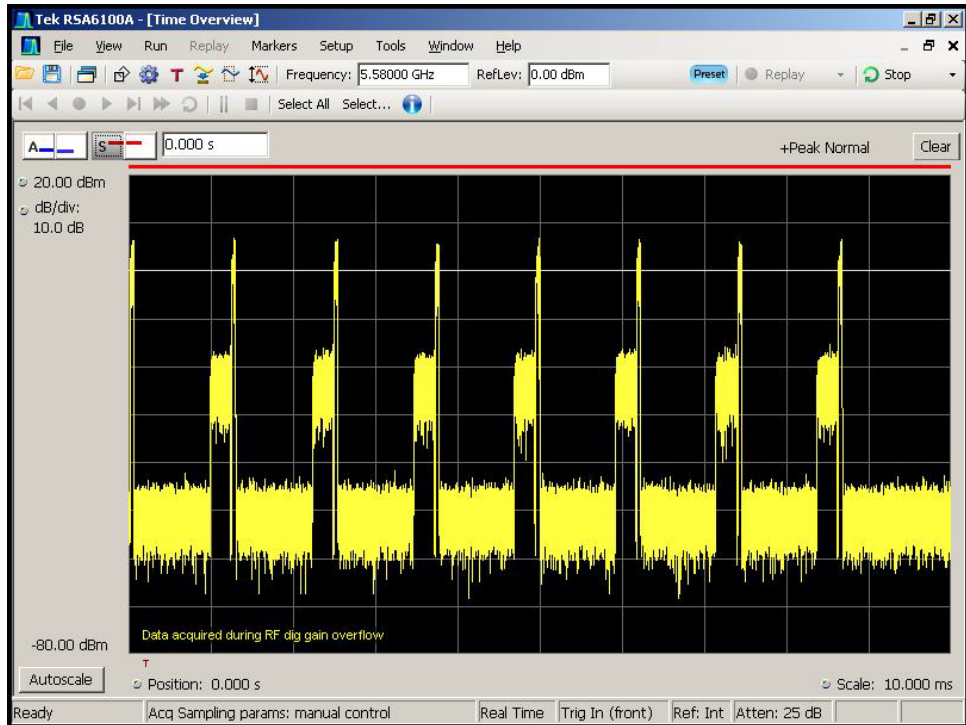 Tek RSA6100A - [Time Overview]
File View Run Replay Markers Setup Tools Window Help
Frequency: 5.58000 GHz RefLev: 0.00 dBm Preset Replay Stop
Select All Select...
A S 0.000 s +Peak Normal Clear
20.00 dBm
dB/div:
10.0 dB
-80.00 dBm
Data acquired during RF dig gain overflow
T
Autoscale Position: 0.000 s Scale: 10.000 ms
Ready Acq Sampling params: manual control Real Time Trig In (front) Ref: Int Atten: 25 dB